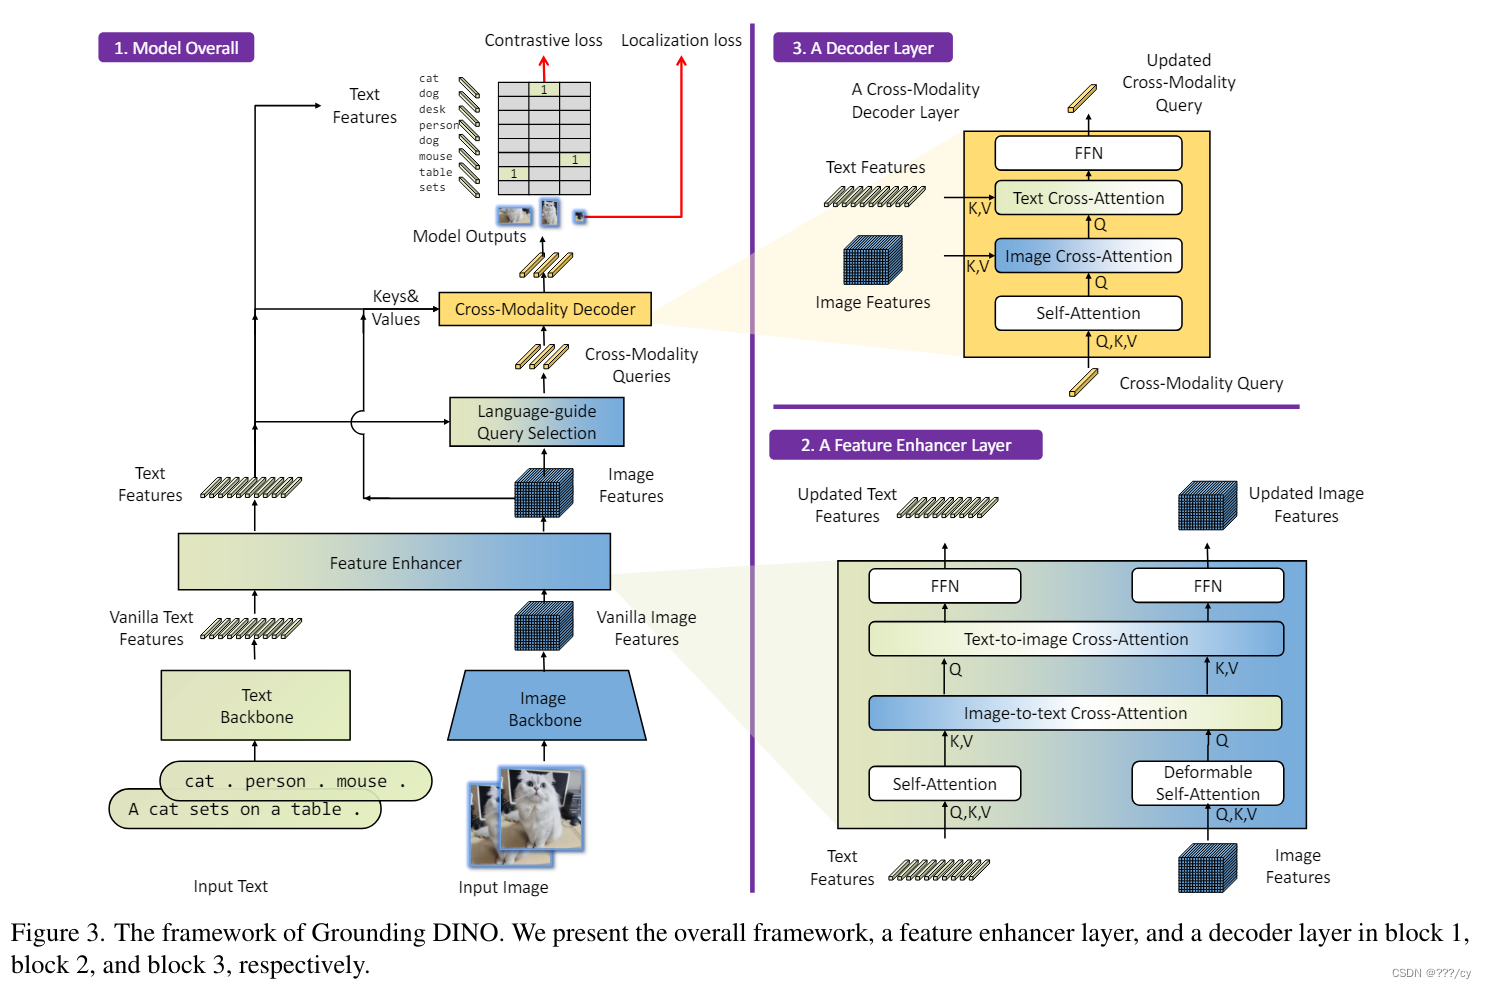 1. Model Overall
Contrastive loss
Localization loss
Text
Features
cat
dog
desk
person
dog
mouse
table
sets
1
1
1
Model Outputs
Keys&
Values
Cross-Modality Decoder
Cross-Modality
Queries
Language-guide
Query Selection
Text
Features
Image
Features
Feature Enhancer
Vanilla Text
Features
Vanilla Image
Features
Text
Backbone
Image
Backbone
cat . person . mouse .
A cat sets on a table .
Input Text
Input Image
3. A Decoder Layer
Updated
Cross-Modality
Query
A Cross-Modality
Decoder Layer
FFN
Text Features
Text Cross-Attention
K,V
Q
Image Cross-Attention
K,V
Q
Image Features
Self-Attention
Q,K,V
Cross-Modality Query
2. A Feature Enhancer Layer
Updated Text
Features
Updated Image
Features
FFN
FFN
Text-to-image Cross-Attention
Q
K,V
Image-to-text Cross-Attention
K,V
Q
Self-Attention
Deformable
Self-Attention
Q,K,V
Q,K,V
Text
Features
Image
Features
Figure 3. The framework of Grounding DINO. We present the overall framework, a feature enhancer layer, and a decoder layer in block 1,
block 2, and block 3, respectively.
CSDN @???/cy